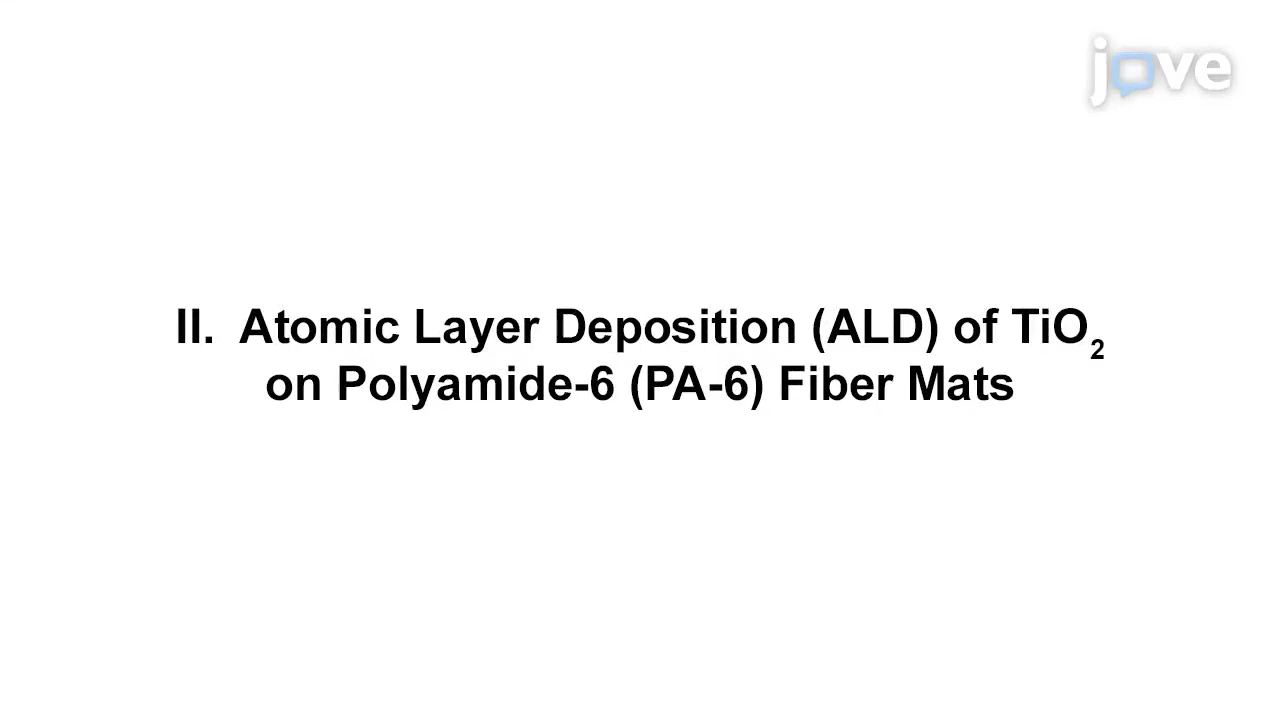 jove
II. Atomic Layer Deposition (ALD) of TiO₂
on Polyamide-6 (PA-6) Fiber Mats